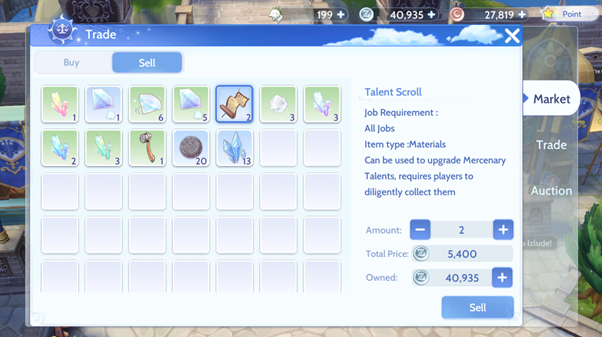 199
40,935
27,819
Point
Trade
Buy
Sell
1
1
6
5
2
3
3
2
3
1
20
13
Talent Scroll
Job Requirement :
All Jobs
Item type :Materials
Can be used to upgrade Mercenary
Talents, requires players to
diligently collect them
Amount:
2
Total Price:
5,400
Owned:
40,935
Sell
Market
Trade
Auction
o Islude!